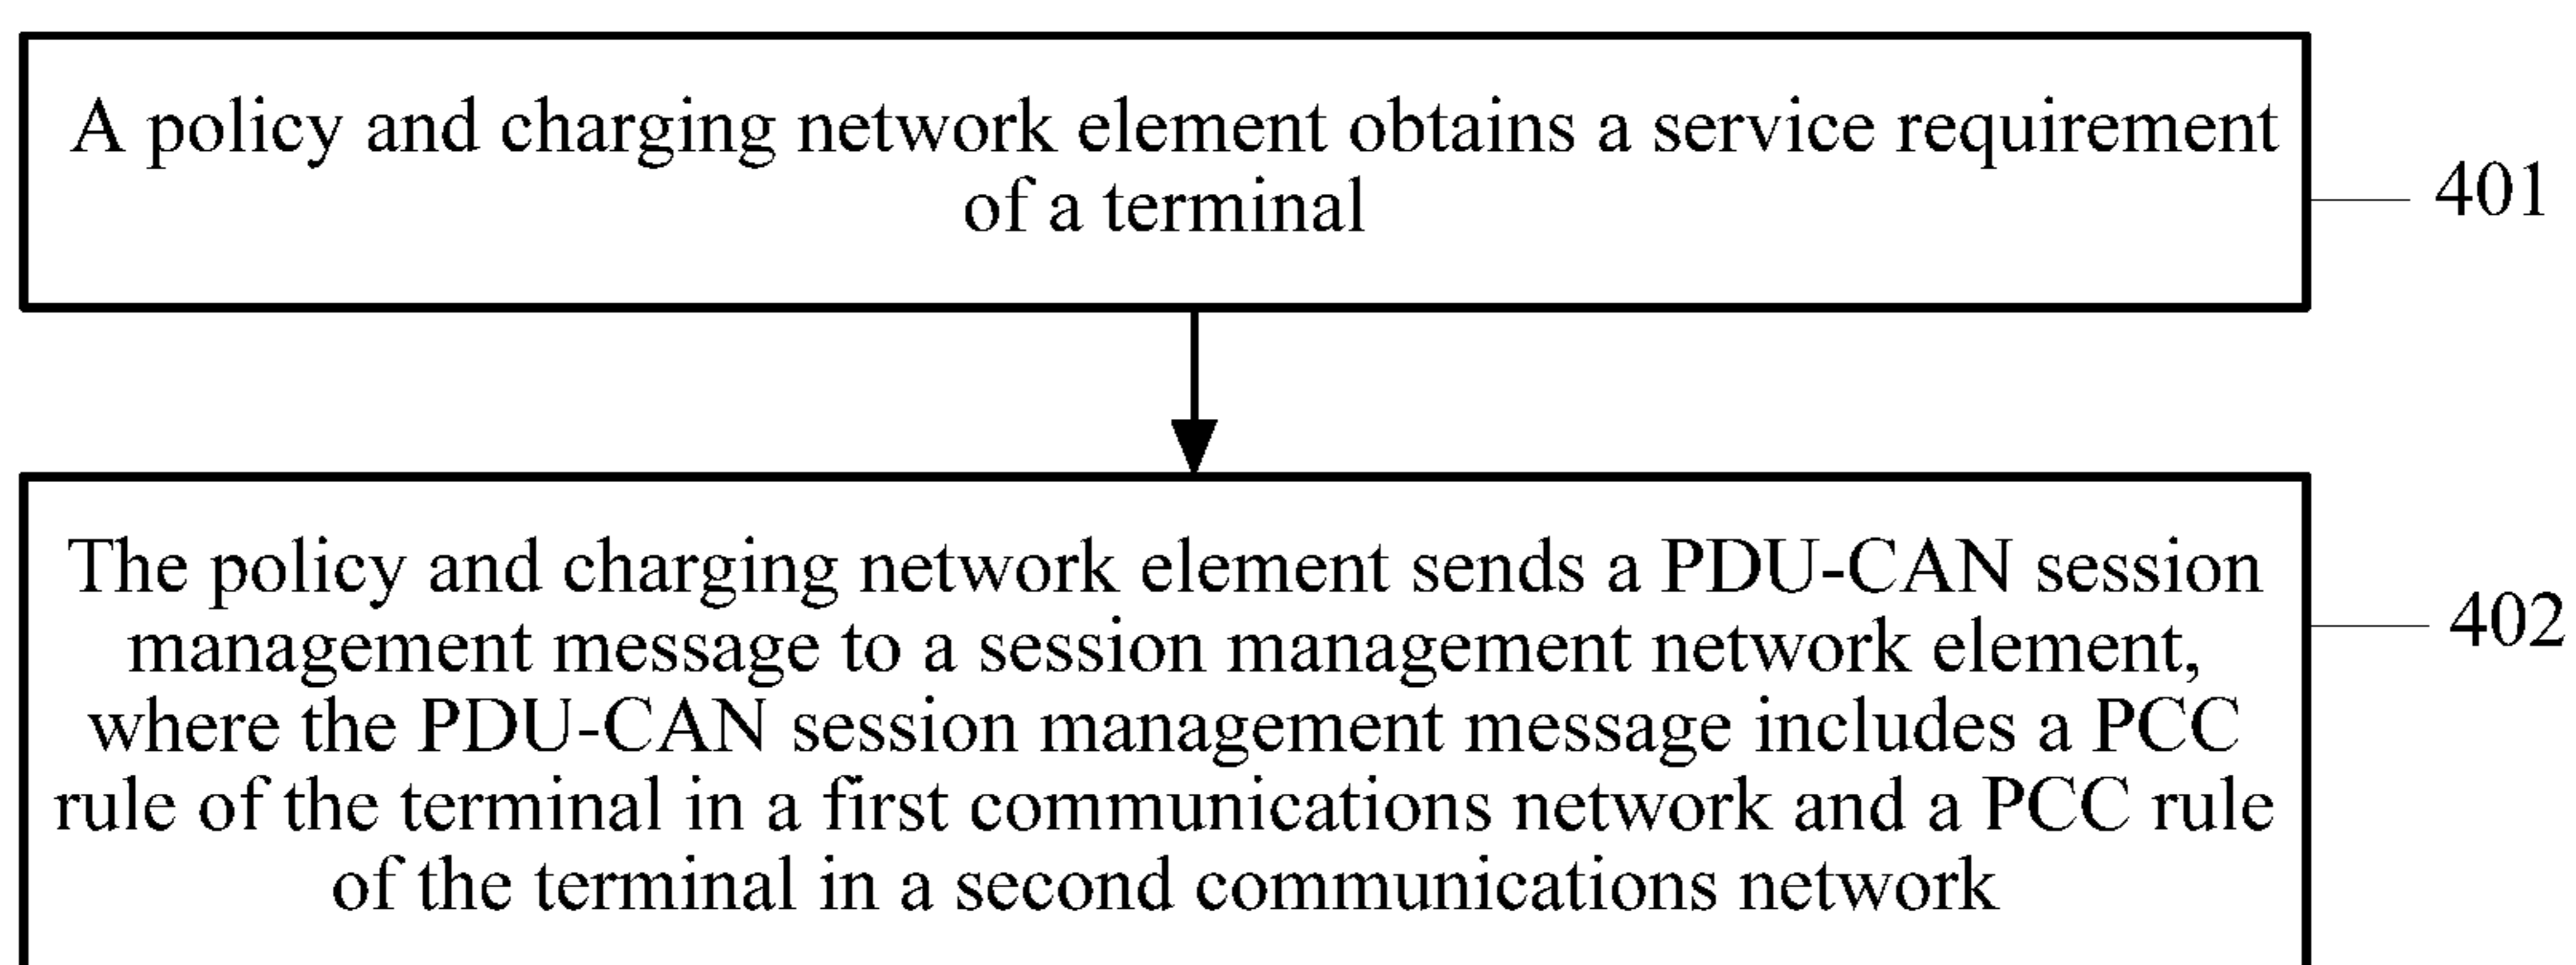 A policy and charging network element obtains a service requirement
of a terminal
401
The policy and charging network element sends a PDU-CAN session
management message to a session management network element,
where the PDU-CAN session management message includes a PCC
rule of the terminal in a first communications network and a PCC rule
of the terminal in a second communications network
402